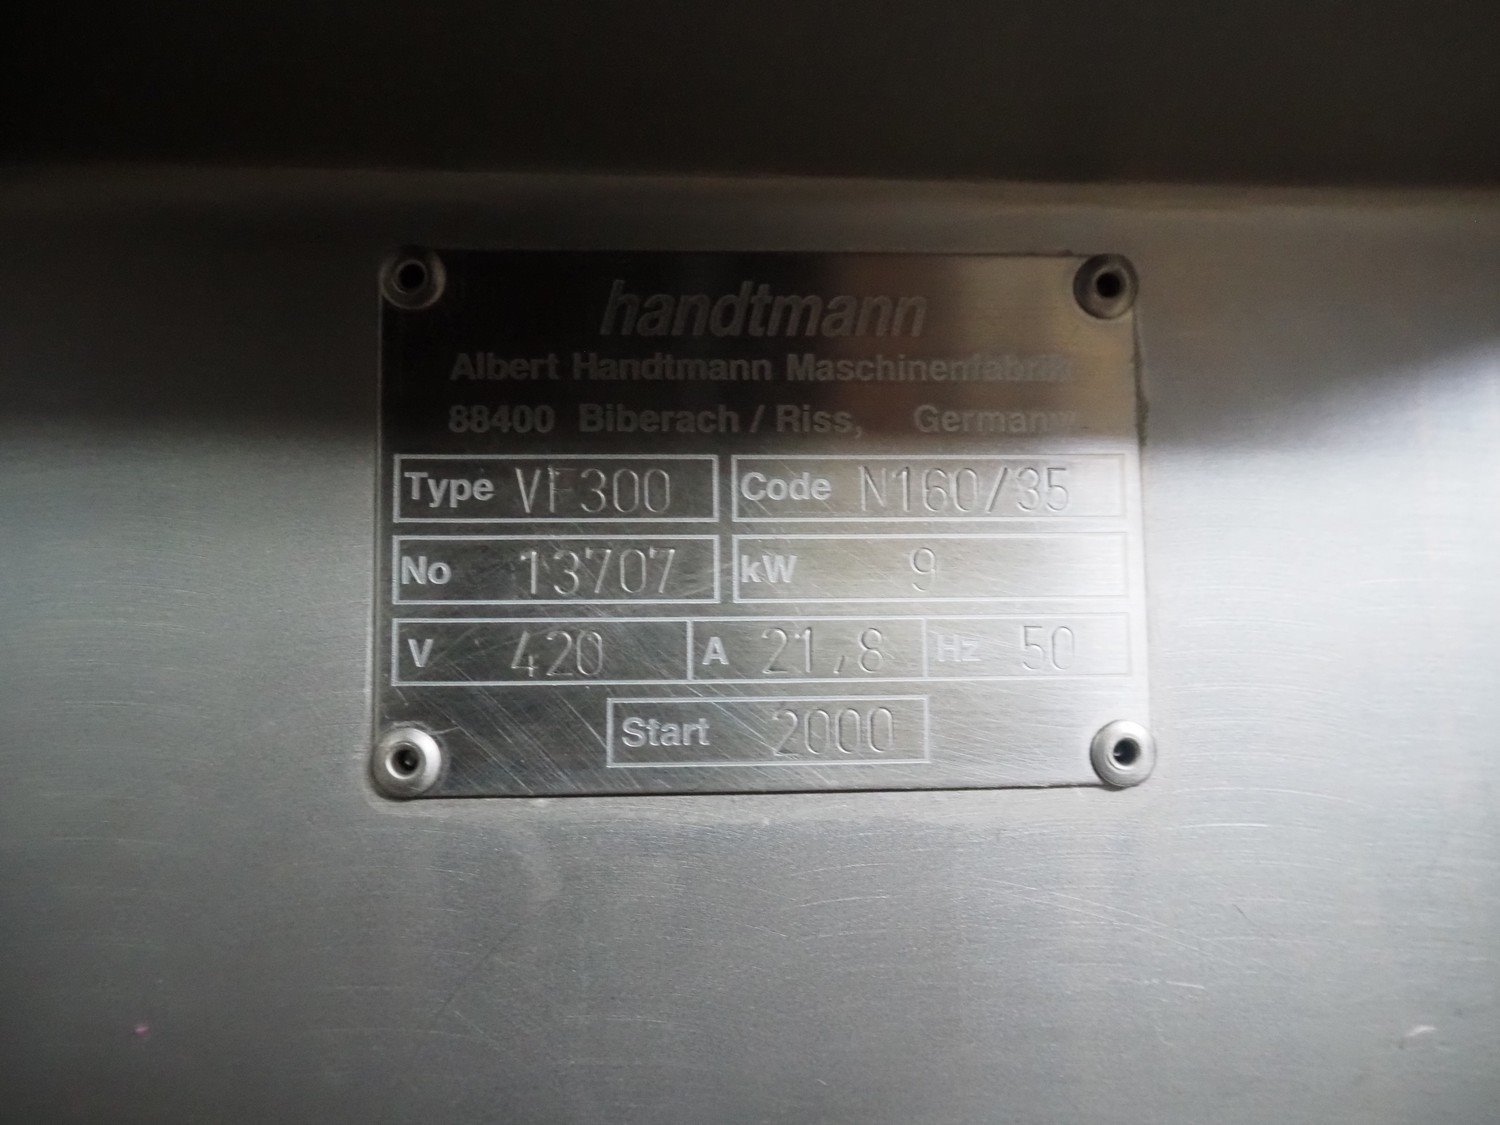 handtmann
Albert Handtmann Maschinenfabrik
88400 Biberach / Riss, Germany
Type VF300 Code N160/35
No 13707 kW 9
V 420 A 21,8 Hz 50
Start 2000